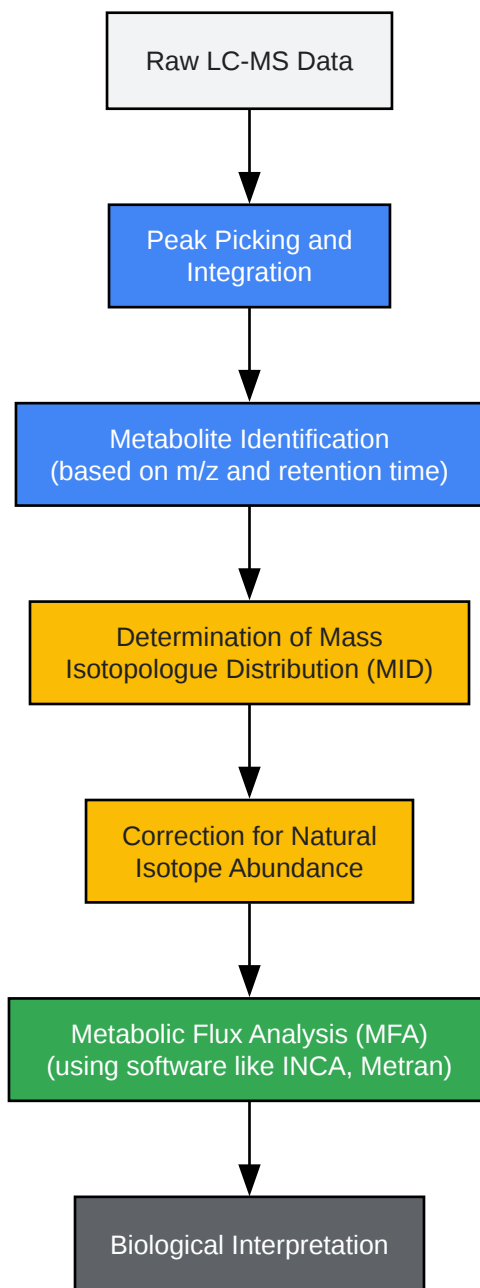 Raw LC-MS Data
Peak Picking and
Integration
Metabolite Identification
(based on m/z and retention time)
Determination of Mass
Isotopologue Distribution (MID)
Correction for Natural
Isotope Abundance
Metabolic Flux Analysis (MFA)
(using software like INCA, Metran)
Biological Interpretation